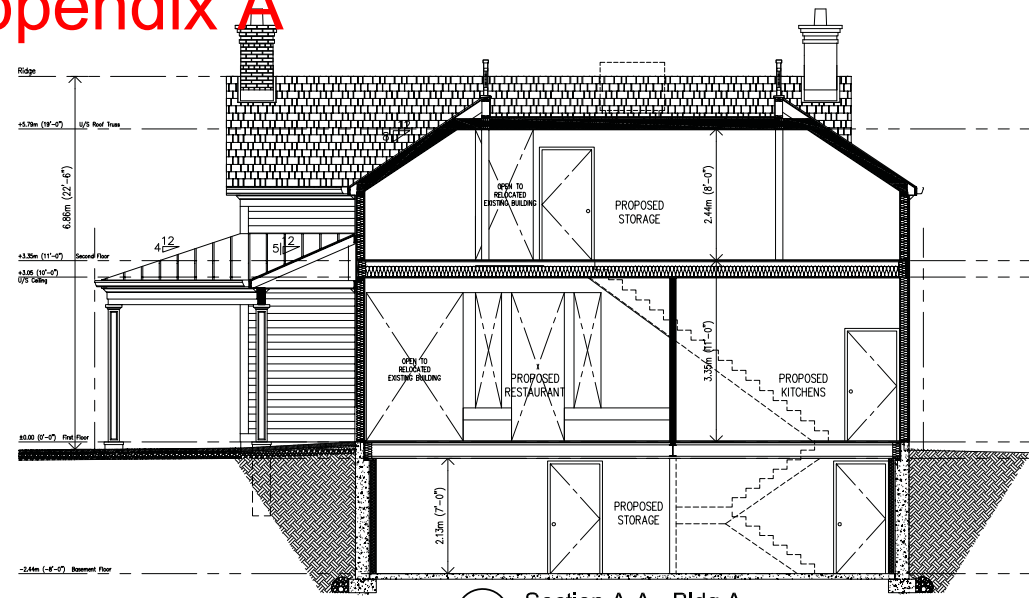 ppendix A
Ridge
+5.79m (19'-0") U/S Roof Truss
12
6.86m (22'-6")
OPEN TO
RELOCATED
EXISTING BUILDING
PROPOSED
STORAGE
2.44m (8'-0")
12
4
12
5
+3.35m (11'-0") Second Floor
+3.05 (10'-0")
U/S Ceiling
OPEN TO
RELOCATED
EXISTING BUILDING
PROPOSED
RESTAURANT
3.35m (11'-0")
PROPOSED
KITCHENS
±0.00 (0'-0") First Floor
2.13m (7'-0")
PROPOSED
STORAGE
-2.44m (-8'-0") Basement Floor
Section A-A - Bldg A